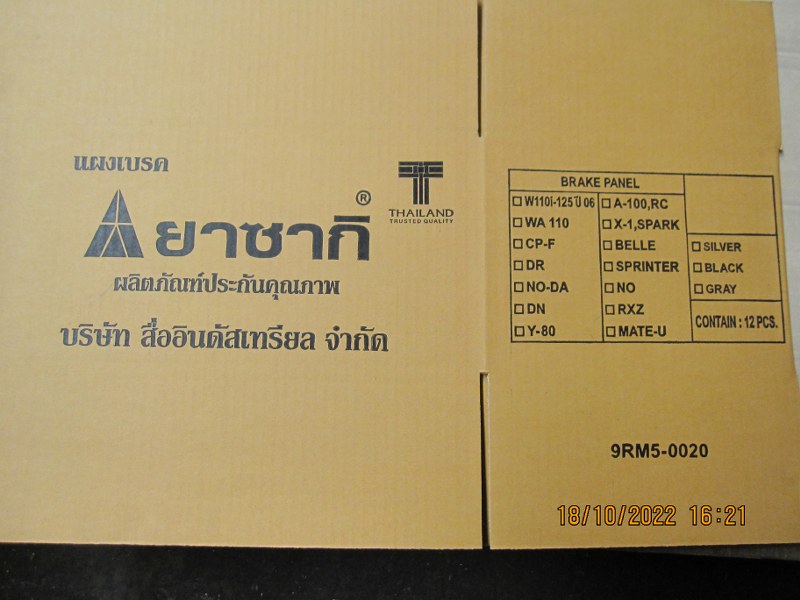 แผงเบรค
ยาซากิ ®
ผลิตภัณฑ์ประกันคุณภาพ
บริษัท สื่ออินดัสเทรียล จำกัด
THAILAND
TRUSTED QUALITY
BRAKE PANEL
W110i-125 ปี 06
WA 110
CP-F
DR
NO-DA
DN
Y-80
A-100,RC
X-1,SPARK
BELLE
SPRINTER
NO
RXZ
MATE-U
SILVER
BLACK
GRAY
CONTAIN : 12 PCS.
9RM5-0020
18/10/2022 16:21